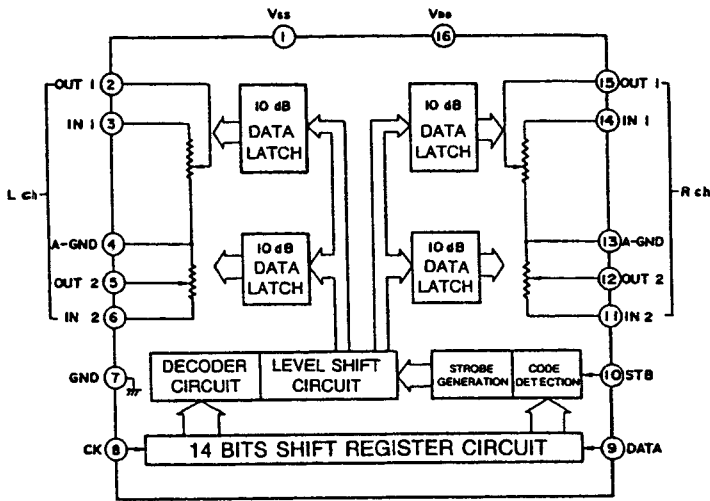 Vss VDD
1 16
OUT 1 2
IN 1 3
L ch
A-GND 4
OUT 2 5
IN 2 6
GND 7
CK 8
10 dB
DATA
LATCH
10 dB
DATA
LATCH
10 dB
DATA
LATCH
10 dB
DATA
LATCH
15 OUT 1
14 IN 1
R ch
13 A-GND
12 OUT 2
11 IN 2
10 STB
9 DATA
DECODER
CIRCUIT
LEVEL SHIFT
CIRCUIT
STROBE
GENERATION
CODE
DETECTION
14 BITS SHIFT REGISTER CIRCUIT